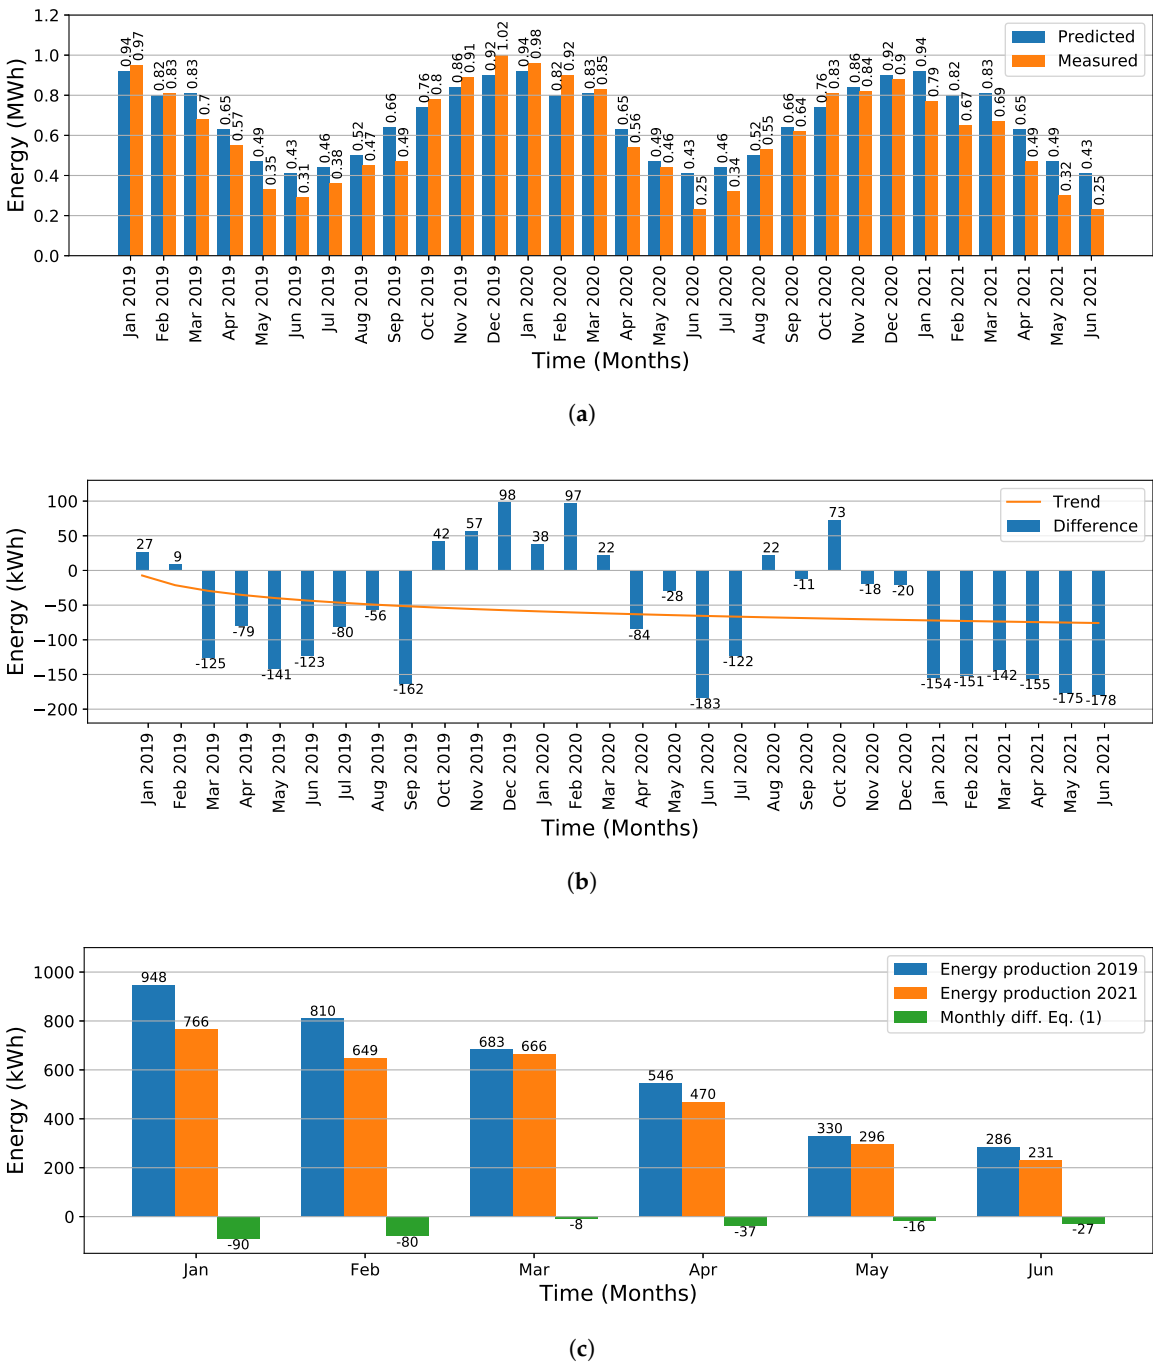 1.2
1.0
0.8
0.6
0.4
0.2
0.0
Energy (MWh)
0.94 0.97 0.82 0.83 0.83 0.7 0.65 0.57 0.49 0.35 0.43 0.31 0.46 0.38 0.52 0.47 0.66 0.49 0.76 0.8 0.86 0.91 0.92 1.02 0.94 0.98 0.82 0.92 0.83 0.85 0.65 0.56 0.49 0.46 0.43 0.25 0.46 0.34 0.52 0.55 0.66 0.64 0.76 0.83 0.86 0.84 0.92 0.9 0.94 0.79 0.82 0.67 0.83 0.69 0.65 0.49 0.49 0.32 0.43 0.25
Predicted
Measured
Jan 2019 Feb 2019 Mar 2019 Apr 2019 May 2019 Jun 2019 Jul 2019 Aug 2019 Sep 2019 Oct 2019 Nov 2019 Dec 2019 Jan 2020 Feb 2020 Mar 2020 Apr 2020 May 2020 Jun 2020 Jul 2020 Aug 2020 Sep 2020 Oct 2020 Nov 2020 Dec 2020 Jan 2021 Feb 2021 Mar 2021 Apr 2021 May 2021 Jun 2021
Time (Months)
(a)
100
50
0
−50
−100
−150
−200
Energy (kWh)
27 9 -125 -79 -141 -123 -80 -56 -162 42 57 98 38 97 22 -84 -28 -183 -122 22 -11 73 -18 -20 -154 -151 -142 -155 -175 -178
Trend
Difference
Jan 2019 Feb 2019 Mar 2019 Apr 2019 May 2019 Jun 2019 Jul 2019 Aug 2019 Sep 2019 Oct 2019 Nov 2019 Dec 2019 Jan 2020 Feb 2020 Mar 2020 Apr 2020 May 2020 Jun 2020 Jul 2020 Aug 2020 Sep 2020 Oct 2020 Nov 2020 Dec 2020 Jan 2021 Feb 2021 Mar 2021 Apr 2021 May 2021 Jun 2021
Time (Months)
(b)
1000
800
600
400
200
0
Energy (kWh)
948 766 -90 810 649 -80 683 666 -8 546 470 -37 330 296 -16 286 231 -27
Energy production 2019
Energy production 2021
Monthly diff. Eq. (1)
Jan Feb Mar Apr May Jun
Time (Months)
(c)